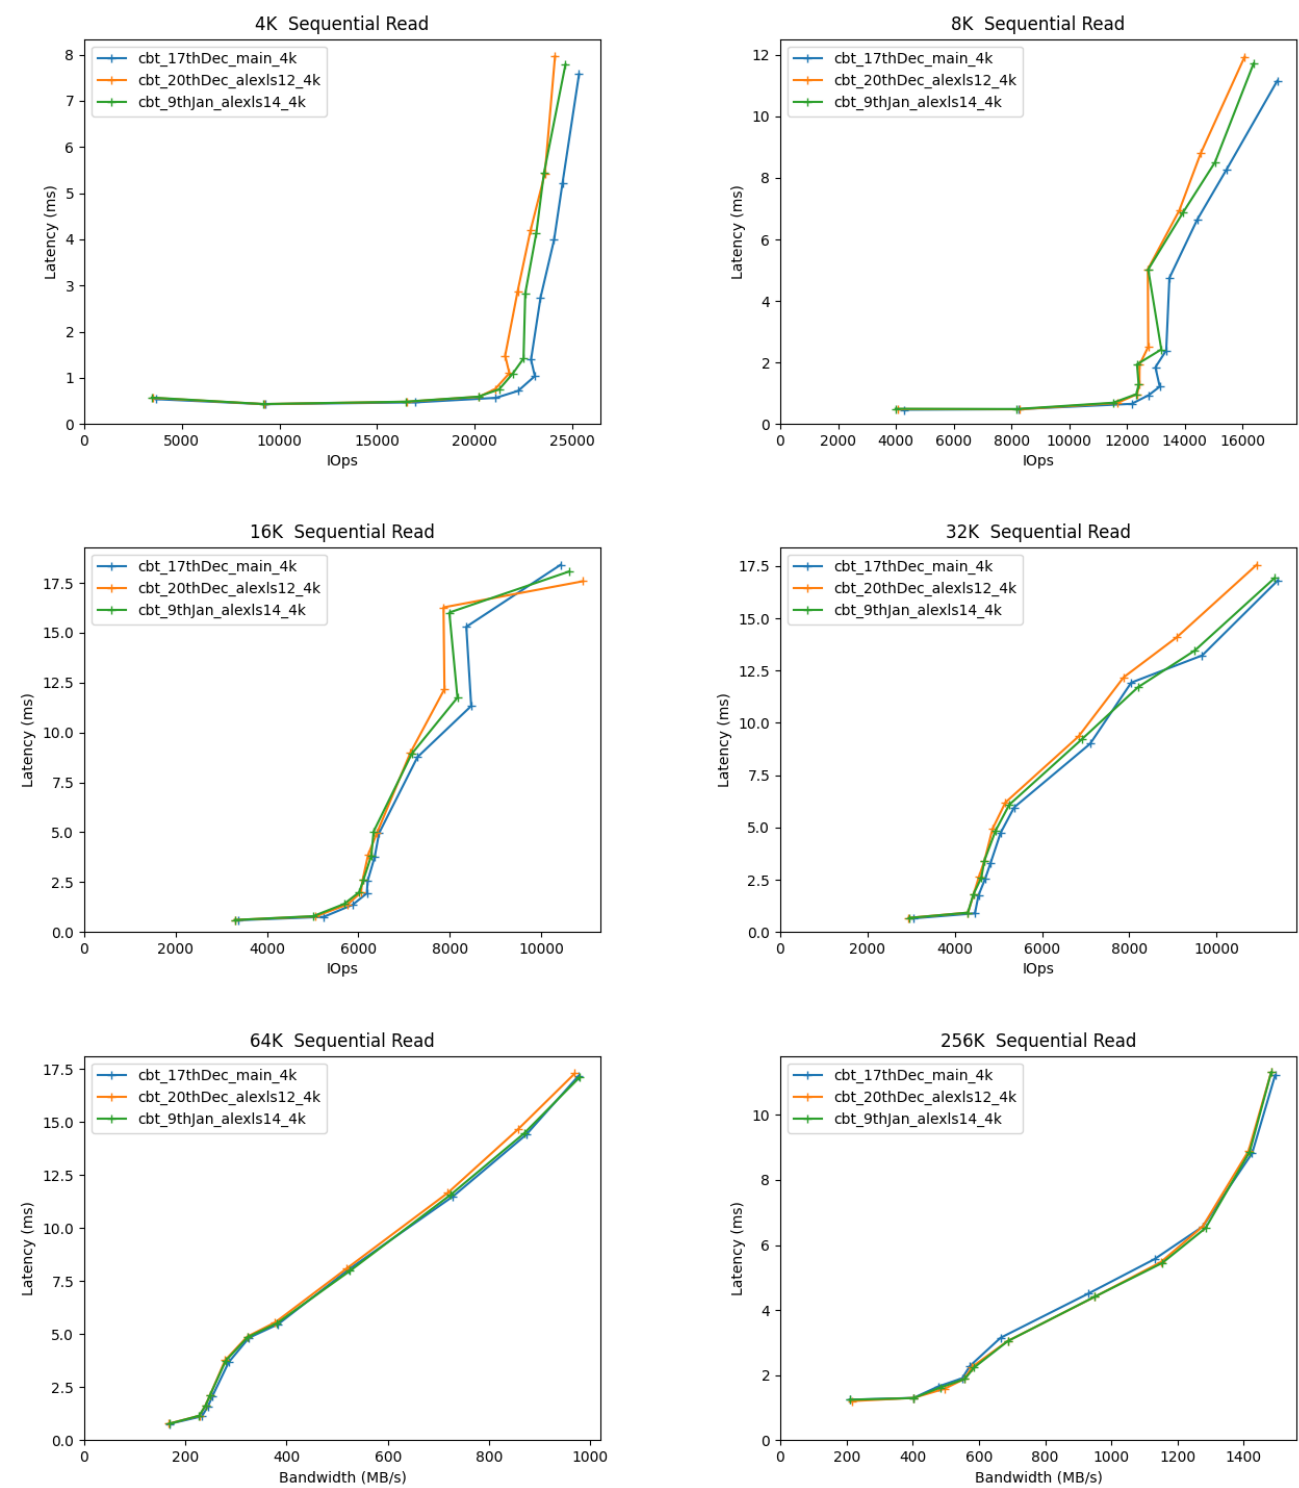 4K  Sequential Read
cbt_17thDec_main_4k
cbt_20thDec_alexls12_4k
cbt_9thJan_alexls14_4k
8
7
6
5
4
3
2
1
0
Latency (ms)
0 5000 10000 15000 20000 25000
IOps
8K  Sequential Read
cbt_17thDec_main_4k
cbt_20thDec_alexls12_4k
cbt_9thJan_alexls14_4k
12
10
8
6
4
2
0
Latency (ms)
0 2000 4000 6000 8000 10000 12000 14000 16000
IOps
16K  Sequential Read
cbt_17thDec_main_4k
cbt_20thDec_alexls12_4k
cbt_9thJan_alexls14_4k
17.5
15.0
12.5
10.0
7.5
5.0
2.5
0.0
Latency (ms)
0 2000 4000 6000 8000 10000
IOps
32K  Sequential Read
cbt_17thDec_main_4k
cbt_20thDec_alexls12_4k
cbt_9thJan_alexls14_4k
17.5
15.0
12.5
10.0
7.5
5.0
2.5
0.0
Latency (ms)
0 2000 4000 6000 8000 10000
IOps
64K  Sequential Read
cbt_17thDec_main_4k
cbt_20thDec_alexls12_4k
cbt_9thJan_alexls14_4k
17.5
15.0
12.5
10.0
7.5
5.0
2.5
0.0
Latency (ms)
0 200 400 600 800 1000
Bandwidth (MB/s)
256K  Sequential Read
cbt_17thDec_main_4k
cbt_20thDec_alexls12_4k
cbt_9thJan_alexls14_4k
10
8
6
4
2
0
Latency (ms)
0 200 400 600 800 1000 1200 1400
Bandwidth (MB/s)